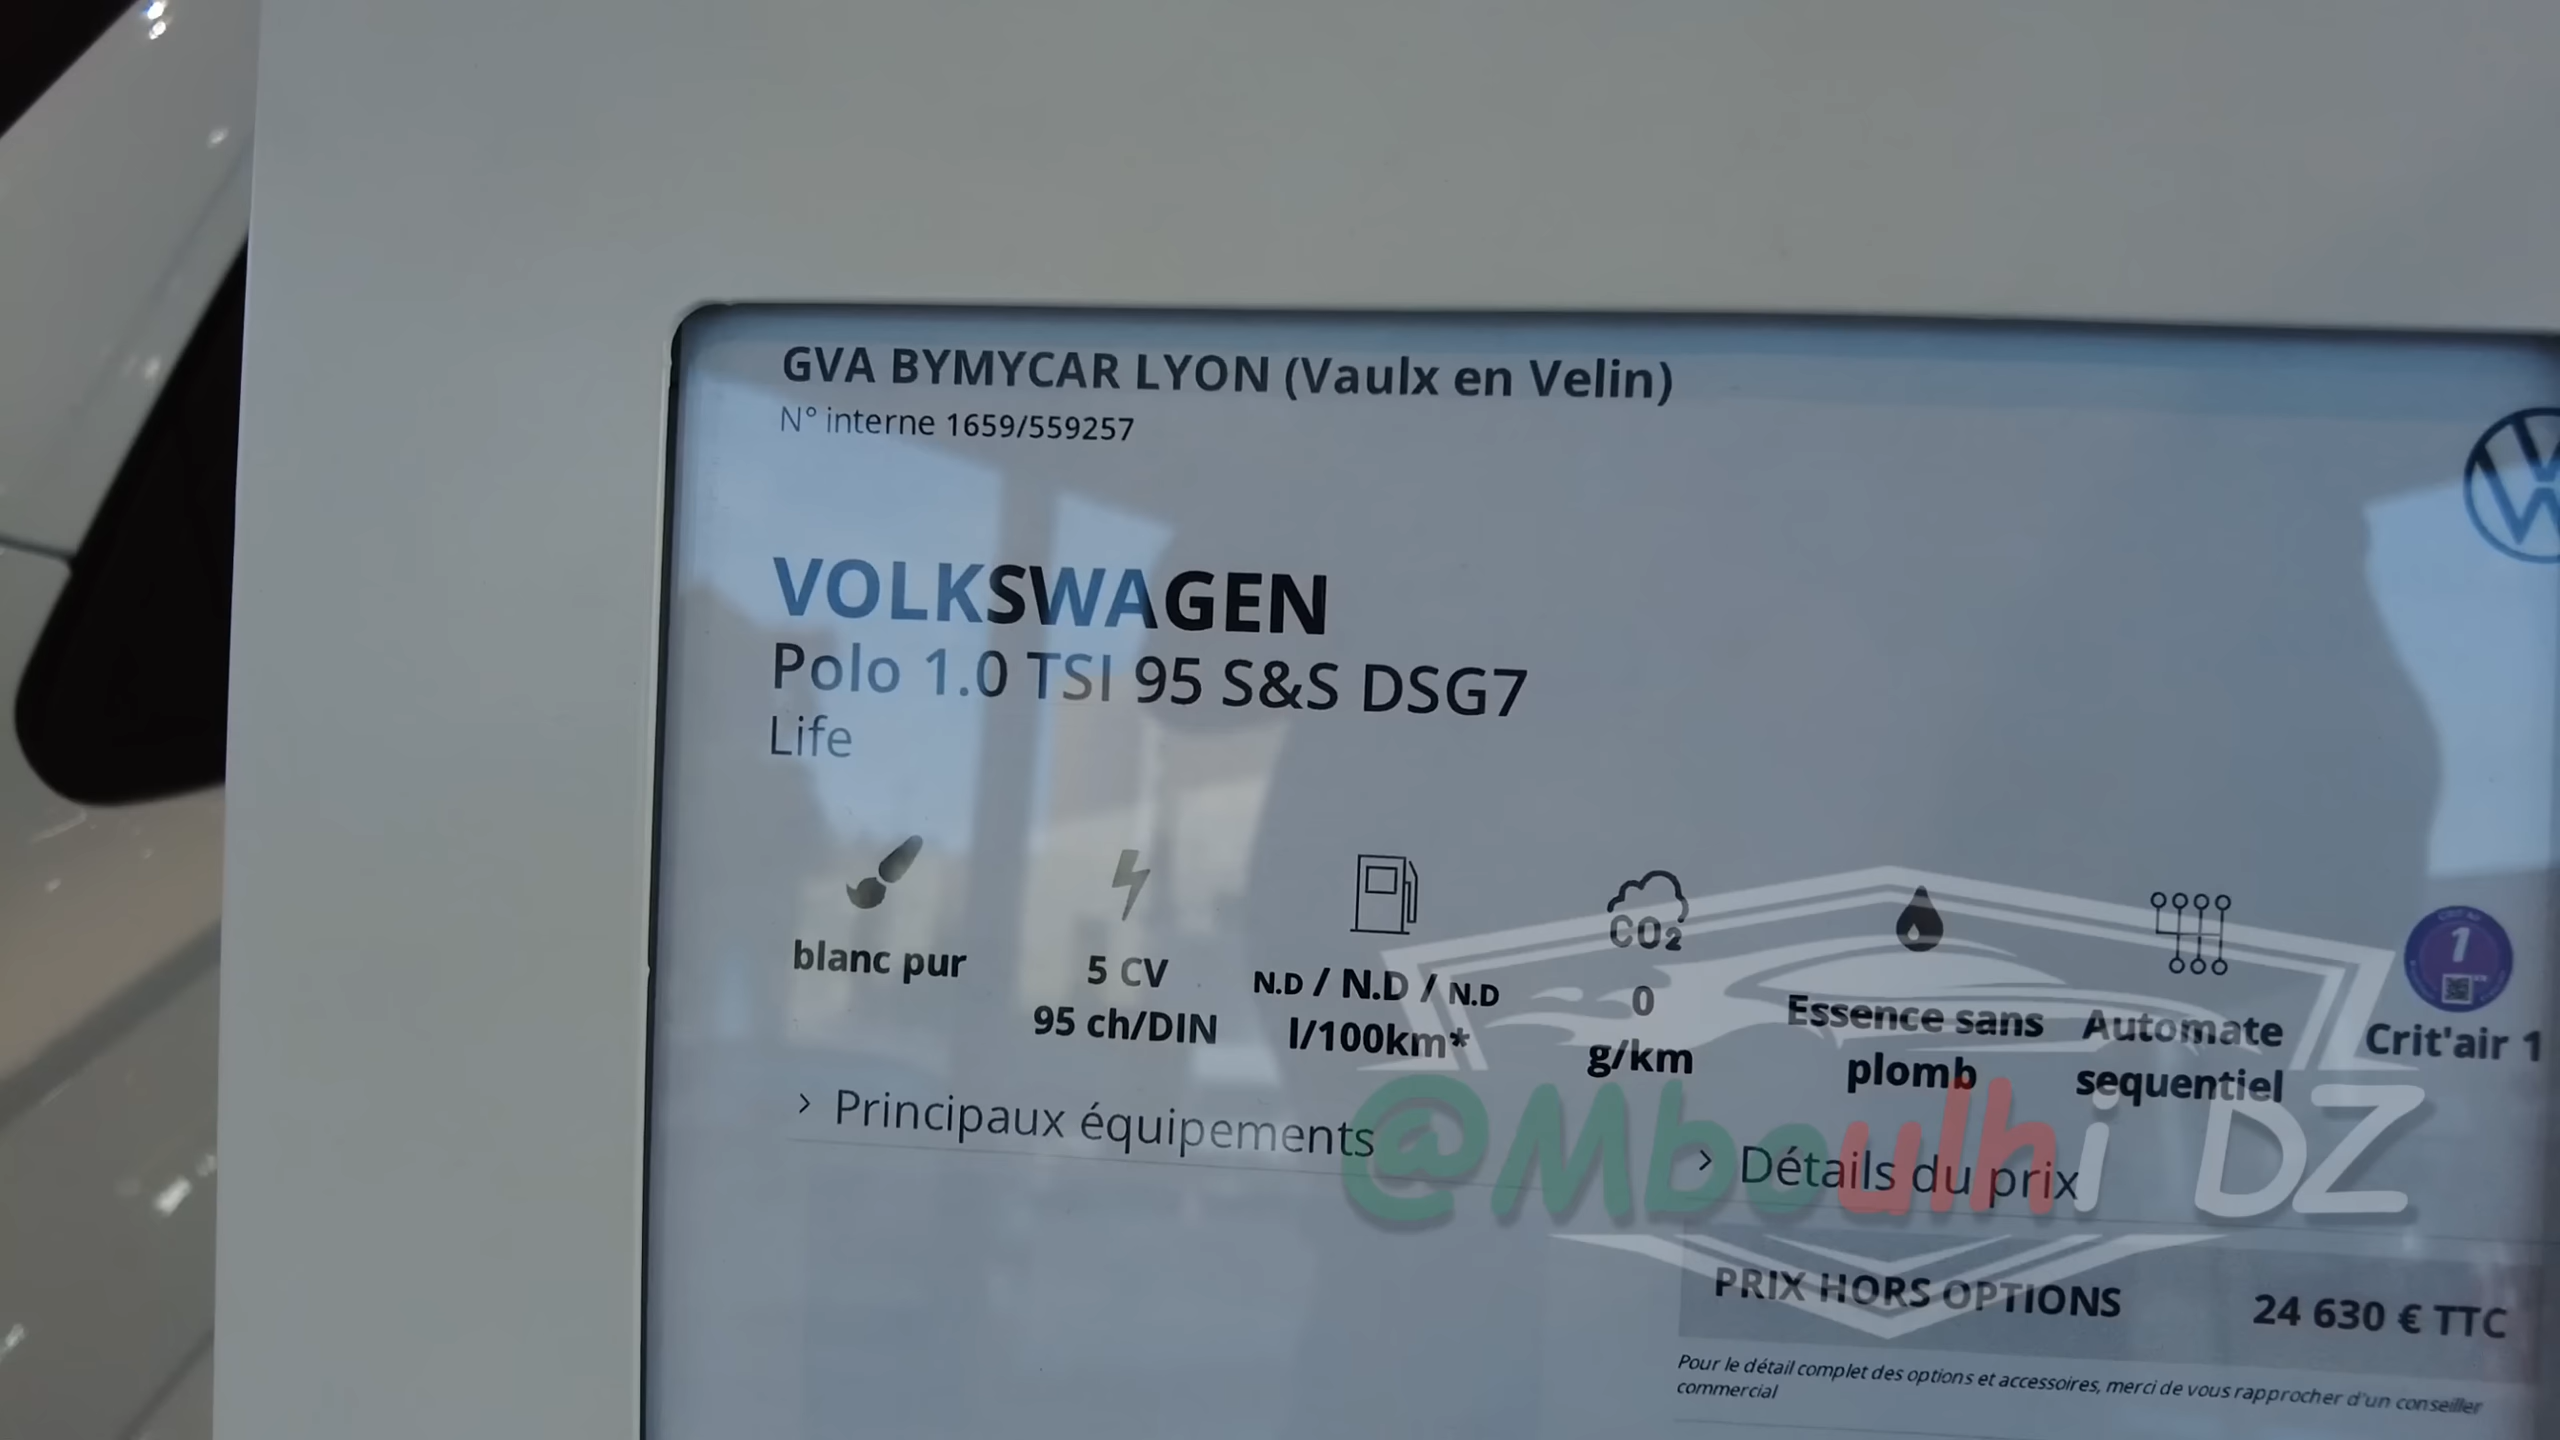 GVA BYMYCAR LYON (Vaulx en Velin)
N° interne 1659/559257
VOLKSWAGEN
Polo 1.0 TSI 95 S&S DSG7
Life
blanc pur
5 CV
95 ch/DIN
N.D / N.D / N.D
l/100km*
CO2
0
g/km
Essence sans
plomb
Automate
sequentiel
1
Crit'air 1
> Principaux équipements
@Mboulhi DZ
> Détails du prix
PRIX HORS OPTIONS 24 630 € TTC
Pour le détail complet des options et accessoires, merci de vous rapprocher d'un conseiller
commercial